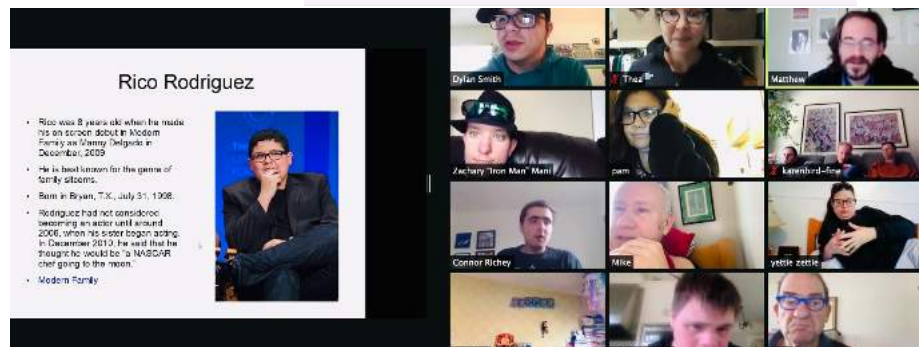 Rico Rodriguez
• Rico was 8 years old when he made
his on-screen debut in Modern
Family as Manny Delgado in
December, 2009
• He is best known for the genre of
family sitcoms.
• Born in Bryan, T.X., July 31, 1998.
• Rodriguez had not considered
becoming an actor until around
2006, when his sister began acting.
In December 2010, he said that he
thought he would be "a NASCAR
chef going to the moon."
• Modern Family
Dylan Smith
Thea
Matthew
Zachary "Iron Man" Mani
pam
karenbird-fine
Connor Richey
Mike
yettie zettie